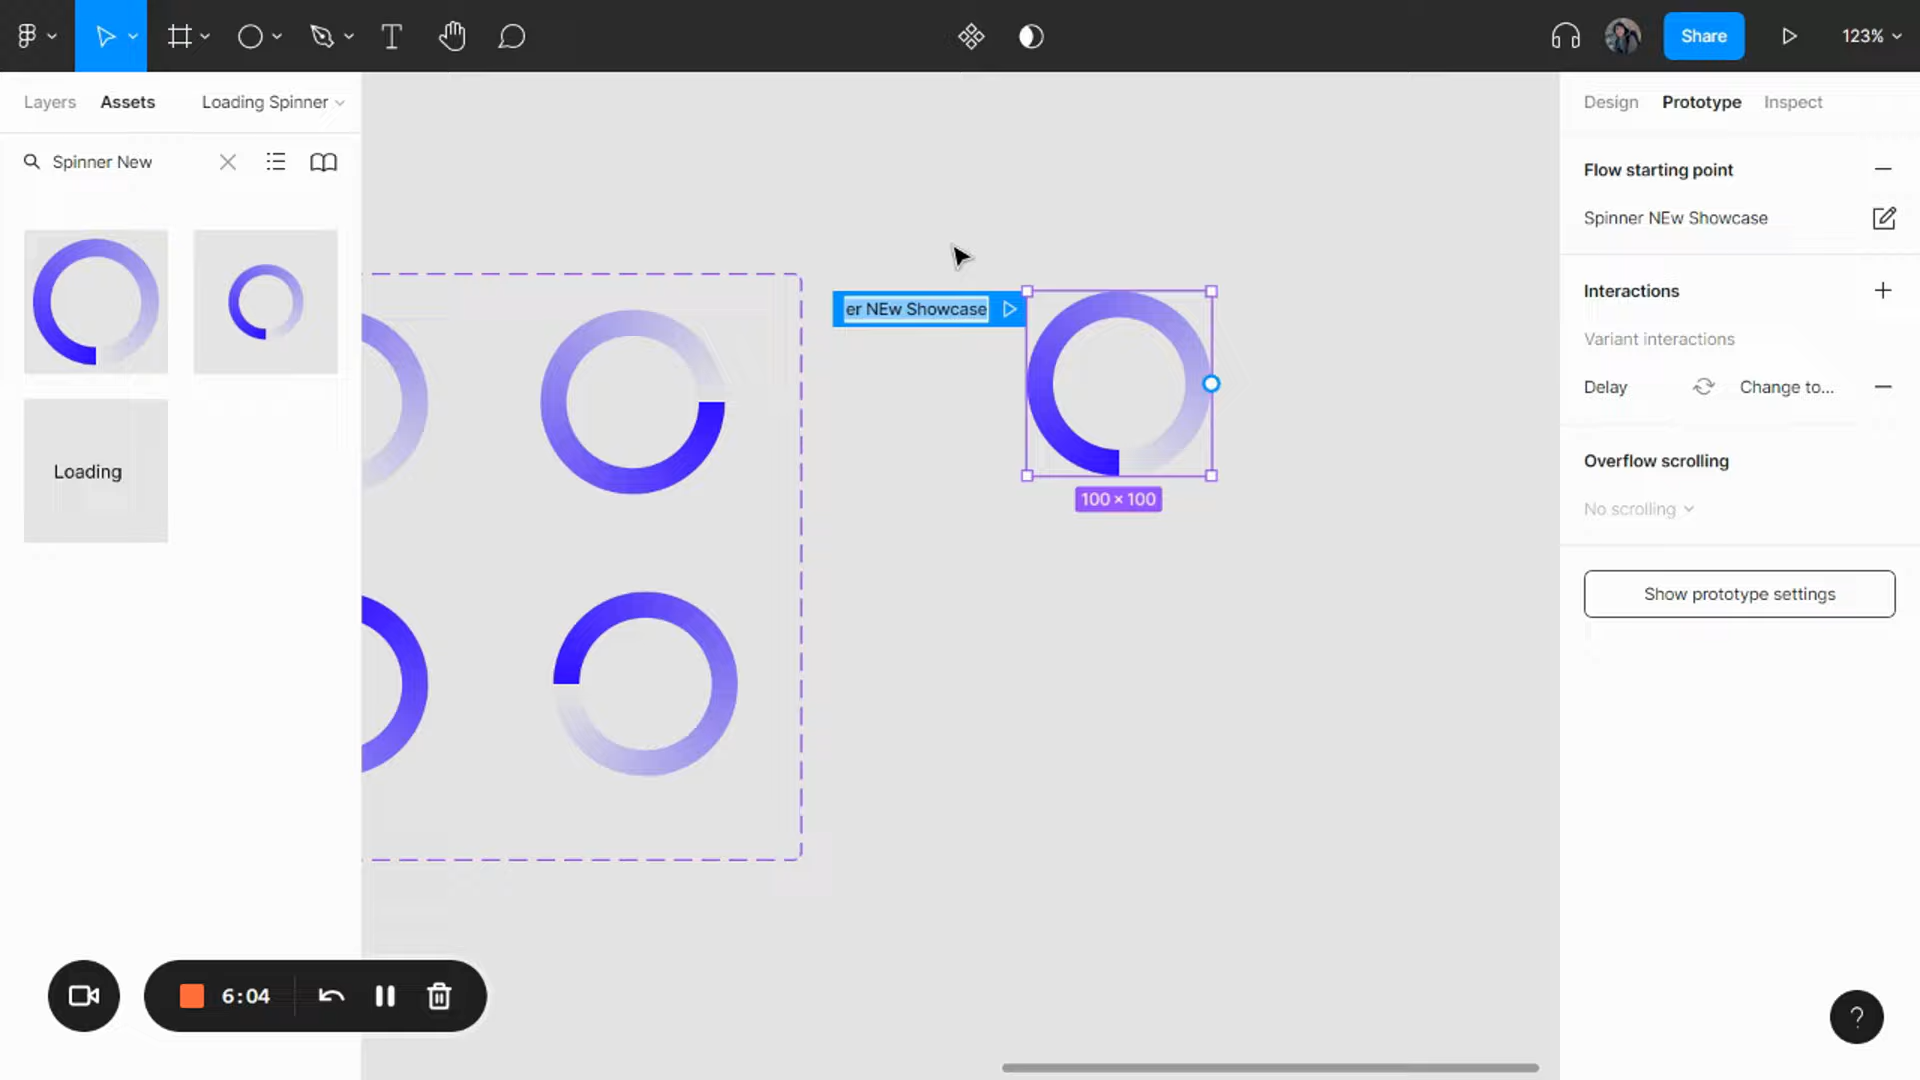 Share
123%
Layers
Assets
Loading Spinner
Design
Prototype
Inspect
Spinner New
Flow starting point
Spinner NEw Showcase
Interactions
Variant interactions
er NEw Showcase
Delay
Change to...
Overflow scrolling
Loading
100 × 100
No scrolling
Show prototype settings
6:04
?